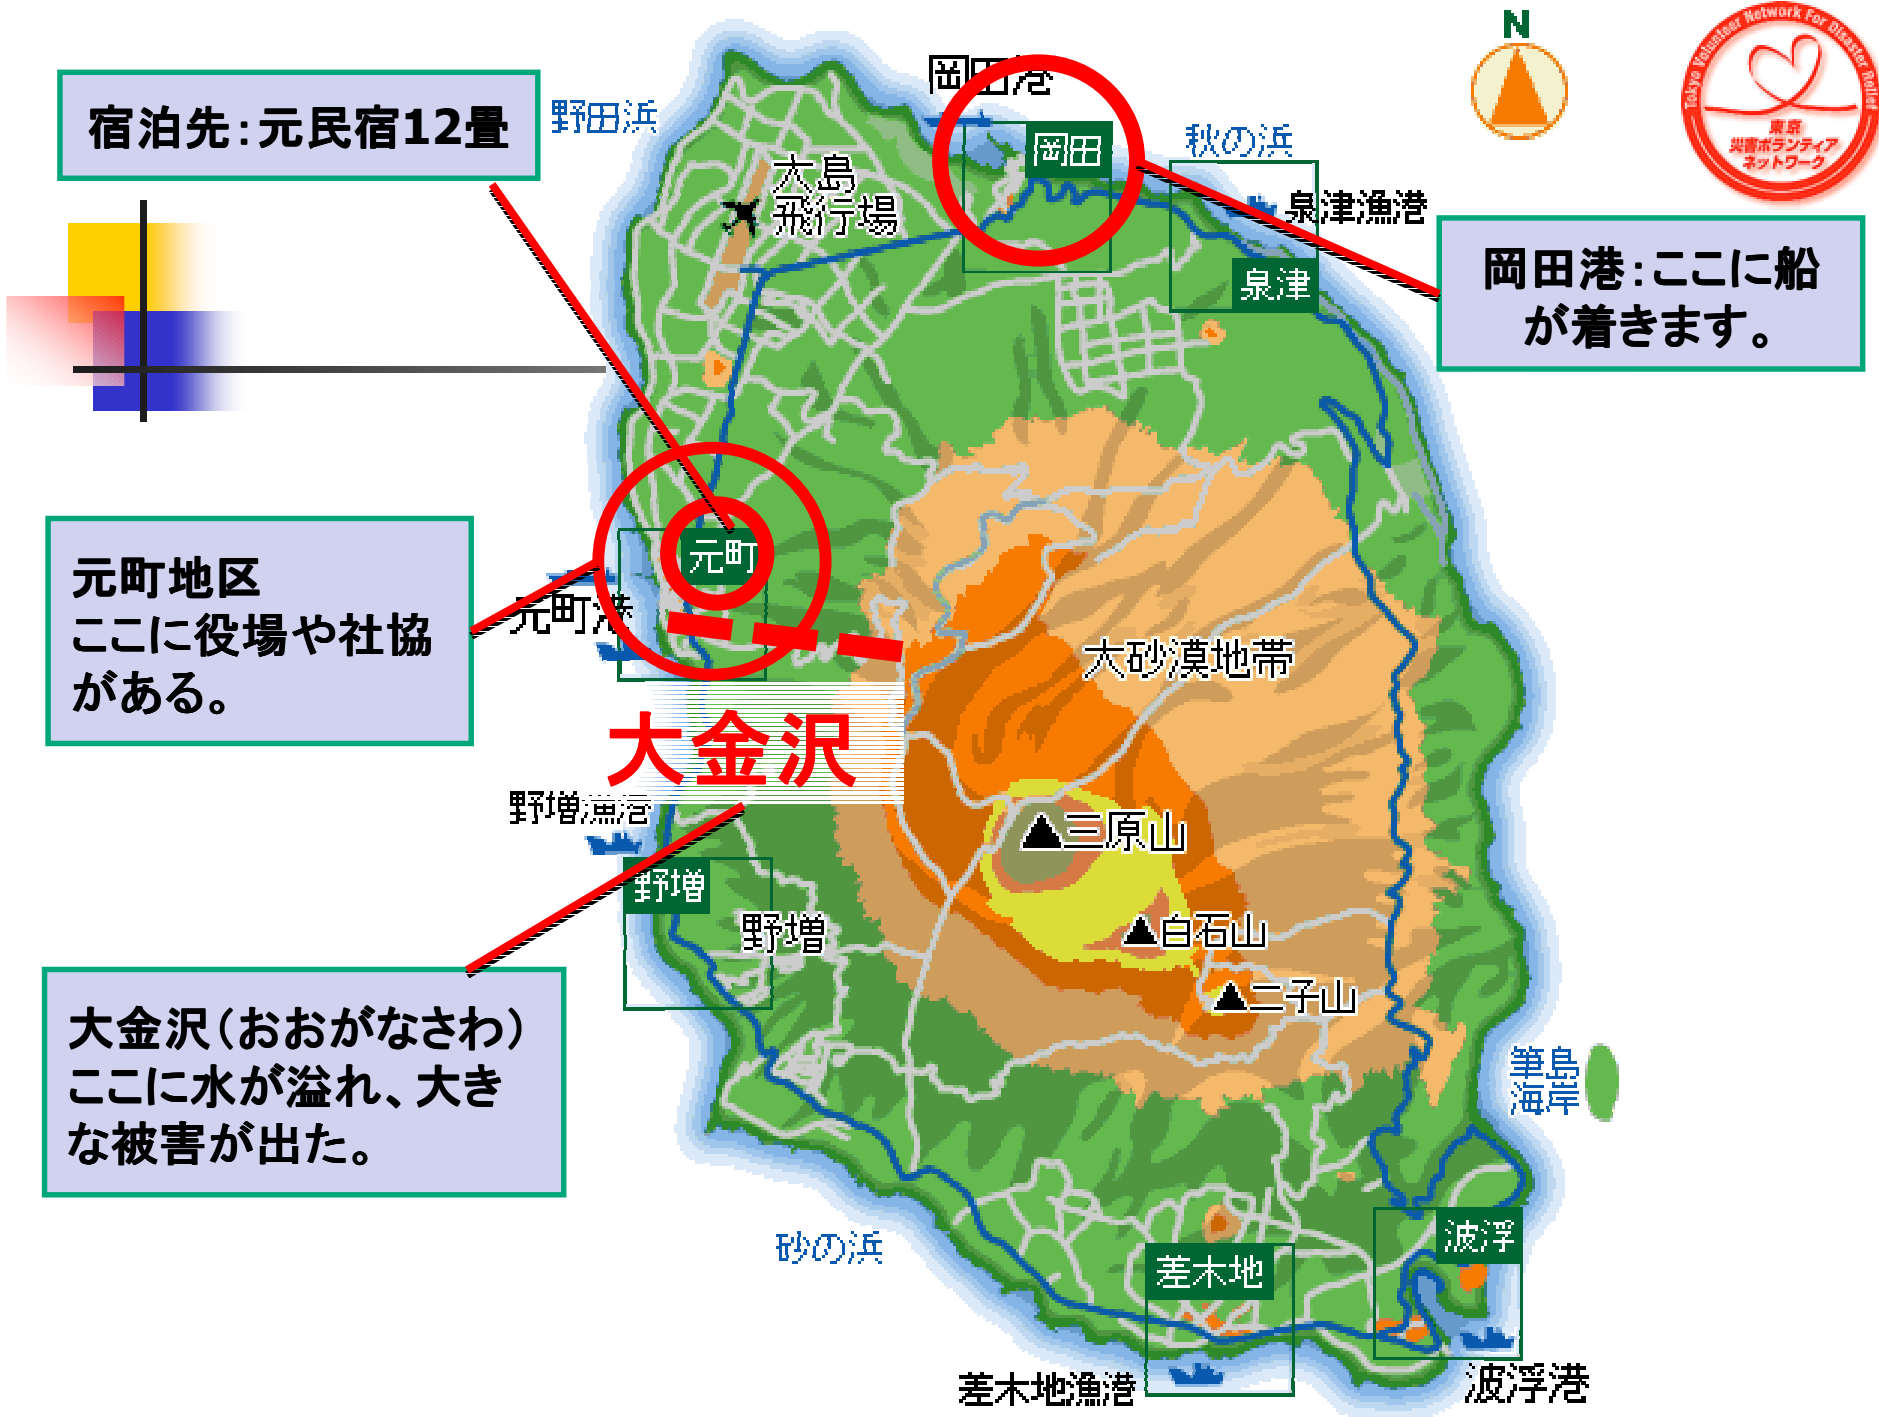 N
Tokyo Volunteer Network For Disaster Relief
東京
災害ボランティア
ネットワーク
宿泊先：元民宿12畳
岡田港
野田浜
岡田
秋の浜
大島
飛行場
泉津漁港
泉津
岡田港：ここに船
が着きます。
元町
元町地区
ここに役場や社協
がある。
元町港
大砂漠地帯
大金沢
野増漁港
三原山
野増
野増
白石山
二子山
大金沢（おおがなさわ）
ここに水が溢れ、大き
な被害が出た。
筆島
海岸
砂の浜
波浮
差木地
差木地漁港
波浮港